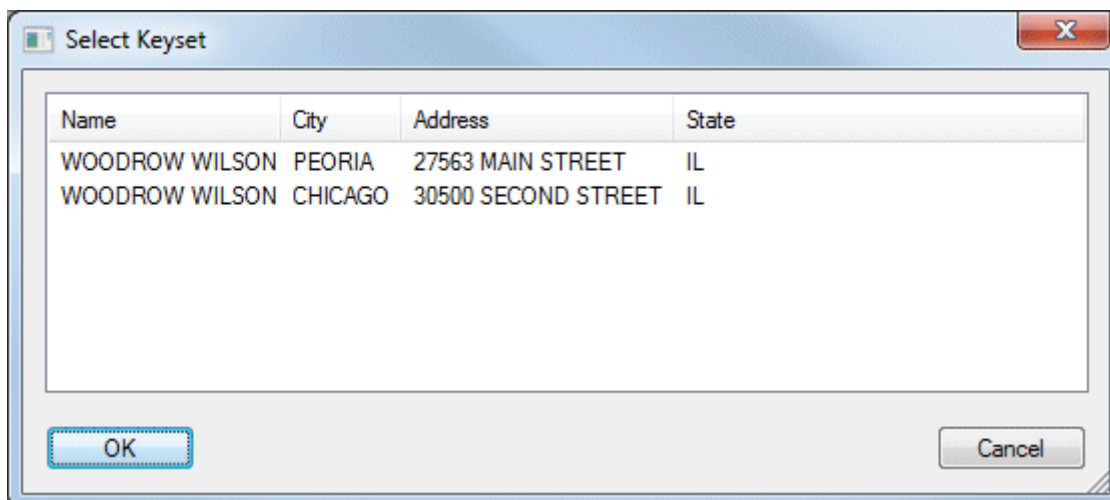 Select Keyset
Name City Address State
WOODROW WILSON PEORIA 27563 MAIN STREET IL
WOODROW WILSON CHICAGO 30500 SECOND STREET IL
OK Cancel